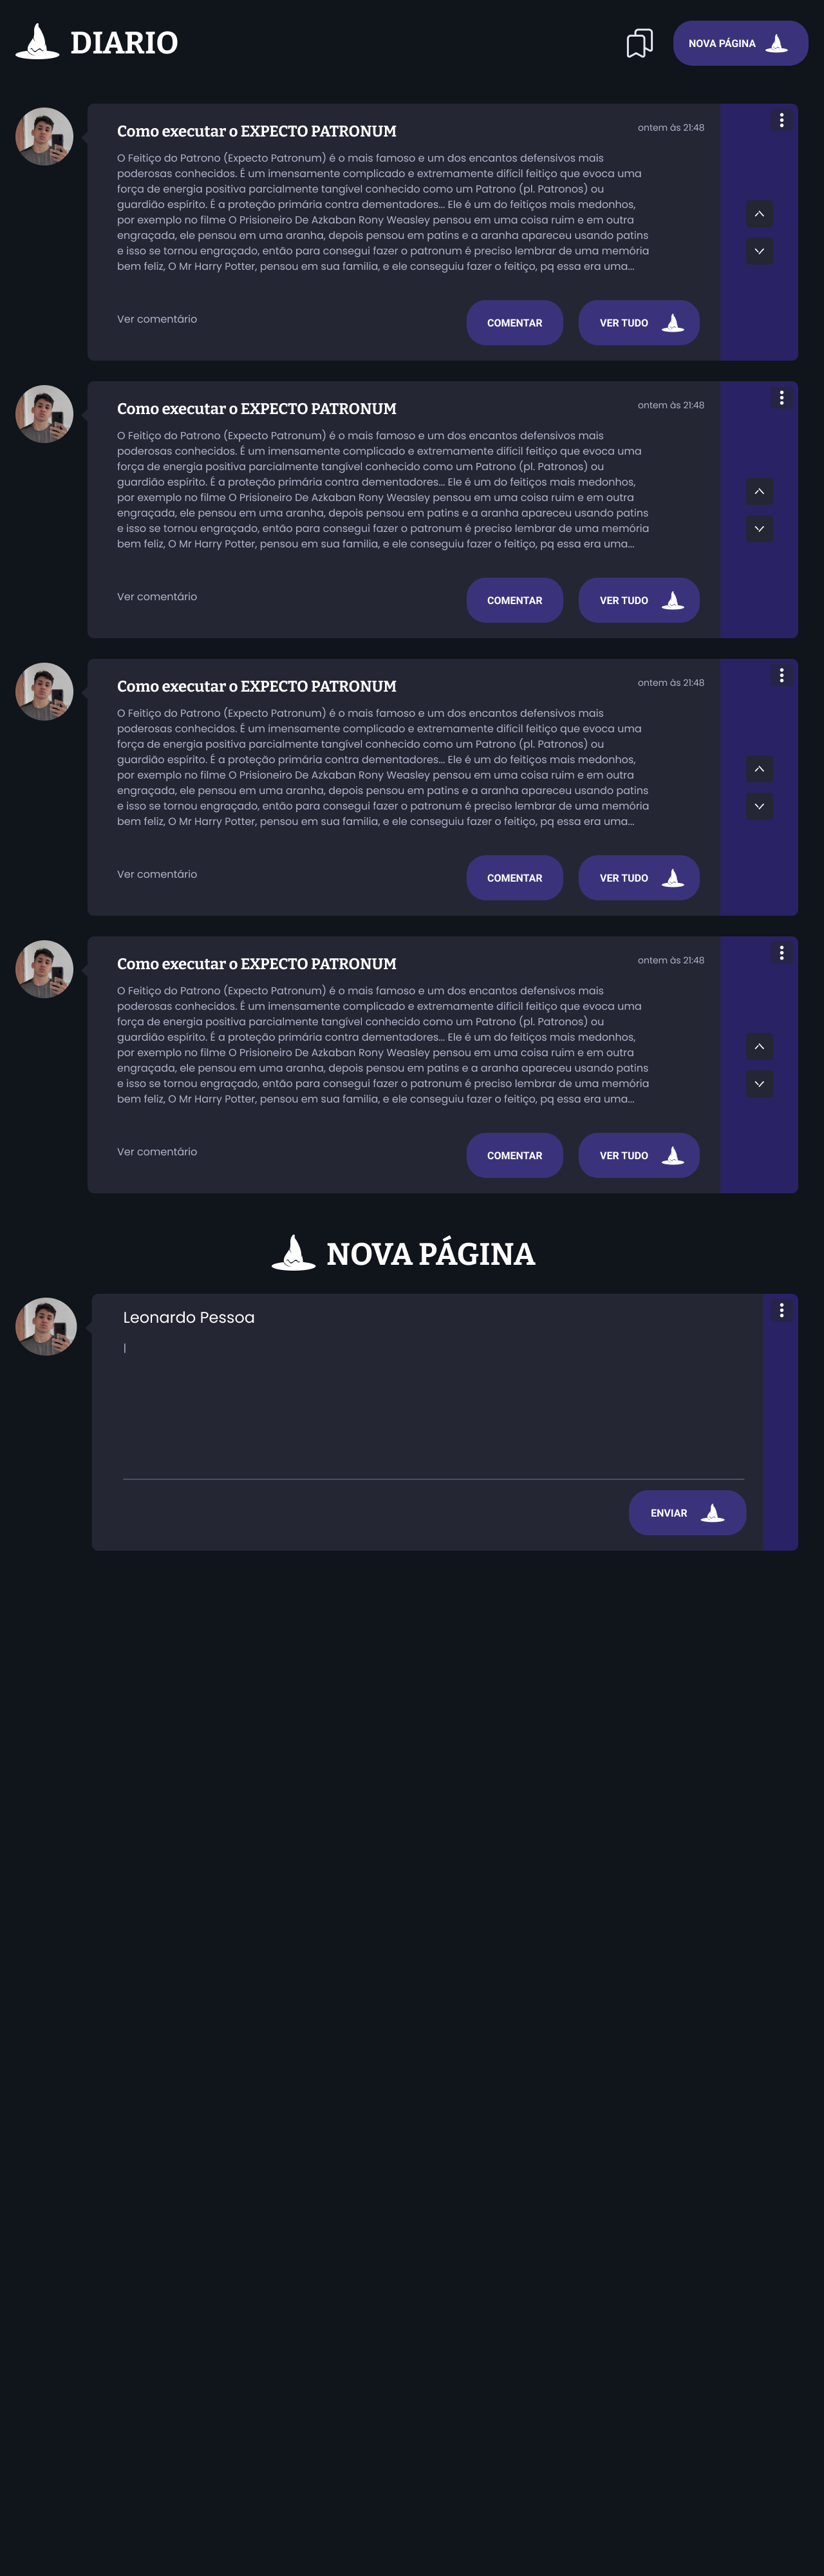 DIARIO
NOVA PÁGINA
Como executar o EXPECTO PATRONUM
ontem às 21:48
O Feitiço do Patrono (Expecto Patronum) é o mais famoso e um dos encantos defensivos mais
poderosas conhecidos. É um imensamente complicado e extremamente difícil feitiço que evoca uma
força de energia positiva parcialmente tangível conhecido como um Patrono (pl. Patronos) ou
guardião espírito. É a proteção primária contra dementadores... Ele é um do feitiços mais medonhos,
por exemplo no filme O Prisioneiro De Azkaban Rony Weasley pensou em uma coisa ruim e em outra
engraçada, ele pensou em uma aranha, depois pensou em patins e a aranha apareceu usando patins
e isso se tornou engraçado, então para consegui fazer o patronum é preciso lembrar de uma memória
bem feliz, O Mr Harry Potter, pensou em sua familia, e ele conseguiu fazer o feitiço, pq essa era uma...
Ver comentário
COMENTAR
VER TUDO
Como executar o EXPECTO PATRONUM
ontem às 21:48
O Feitiço do Patrono (Expecto Patronum) é o mais famoso e um dos encantos defensivos mais
poderosas conhecidos. É um imensamente complicado e extremamente difícil feitiço que evoca uma
força de energia positiva parcialmente tangível conhecido como um Patrono (pl. Patronos) ou
guardião espírito. É a proteção primária contra dementadores... Ele é um do feitiços mais medonhos,
por exemplo no filme O Prisioneiro De Azkaban Rony Weasley pensou em uma coisa ruim e em outra
engraçada, ele pensou em uma aranha, depois pensou em patins e a aranha apareceu usando patins
e isso se tornou engraçado, então para consegui fazer o patronum é preciso lembrar de uma memória
bem feliz, O Mr Harry Potter, pensou em sua familia, e ele conseguiu fazer o feitiço, pq essa era uma...
Ver comentário
COMENTAR
VER TUDO
Como executar o EXPECTO PATRONUM
ontem às 21:48
O Feitiço do Patrono (Expecto Patronum) é o mais famoso e um dos encantos defensivos mais
poderosas conhecidos. É um imensamente complicado e extremamente difícil feitiço que evoca uma
força de energia positiva parcialmente tangível conhecido como um Patrono (pl. Patronos) ou
guardião espírito. É a proteção primária contra dementadores... Ele é um do feitiços mais medonhos,
por exemplo no filme O Prisioneiro De Azkaban Rony Weasley pensou em uma coisa ruim e em outra
engraçada, ele pensou em uma aranha, depois pensou em patins e a aranha apareceu usando patins
e isso se tornou engraçado, então para consegui fazer o patronum é preciso lembrar de uma memória
bem feliz, O Mr Harry Potter, pensou em sua familia, e ele conseguiu fazer o feitiço, pq essa era uma...
Ver comentário
COMENTAR
VER TUDO
Como executar o EXPECTO PATRONUM
ontem às 21:48
O Feitiço do Patrono (Expecto Patronum) é o mais famoso e um dos encantos defensivos mais
poderosas conhecidos. É um imensamente complicado e extremamente difícil feitiço que evoca uma
força de energia positiva parcialmente tangível conhecido como um Patrono (pl. Patronos) ou
guardião espírito. É a proteção primária contra dementadores... Ele é um do feitiços mais medonhos,
por exemplo no filme O Prisioneiro De Azkaban Rony Weasley pensou em uma coisa ruim e em outra
engraçada, ele pensou em uma aranha, depois pensou em patins e a aranha apareceu usando patins
e isso se tornou engraçado, então para consegui fazer o patronum é preciso lembrar de uma memória
bem feliz, O Mr Harry Potter, pensou em sua familia, e ele conseguiu fazer o feitiço, pq essa era uma...
Ver comentário
COMENTAR
VER TUDO
NOVA PÁGINA
Leonardo Pessoa
|
ENVIAR